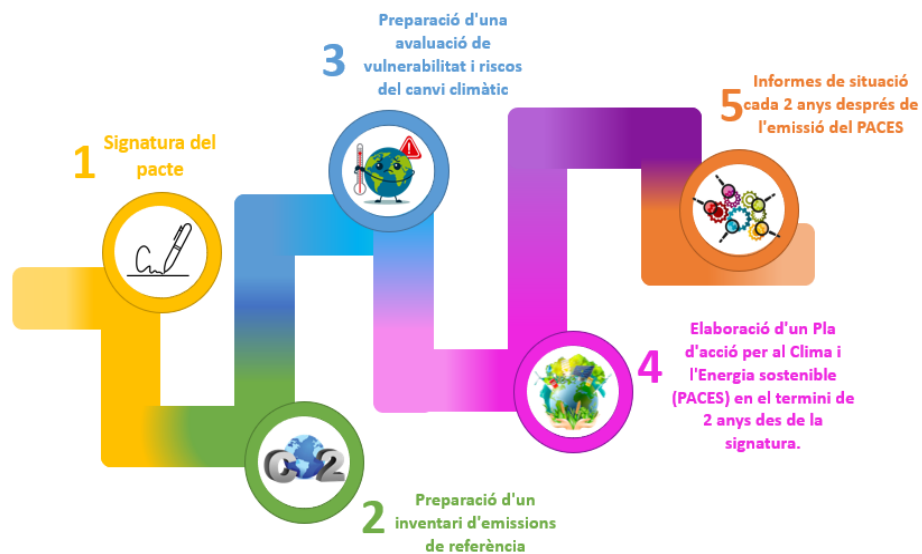 1
Signatura del
pacte
2
Preparació d'un
inventari d'emissions
de referència
CO2
3
Preparació d'una
avaluació de
vulnerabilitat i riscos
del canvi climàtic
4
Elaboració d'un Pla
d'acció per al Clima i
l'Energia sostenible
(PACES) en el termini de
2 anys des de la
signatura.
5
Informes de situació
cada 2 anys després de
l'emissió del PACES